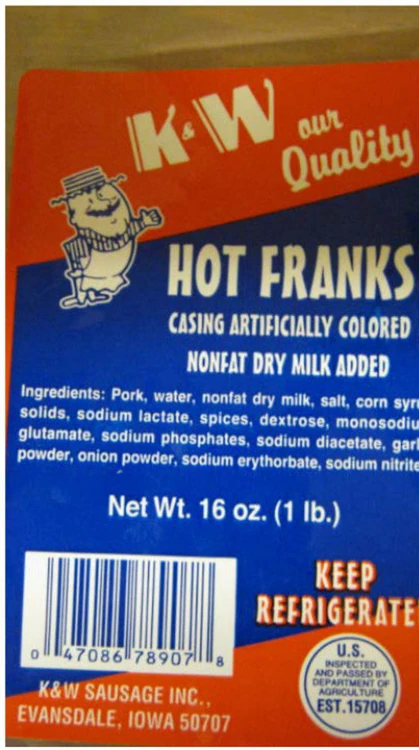 K&W
our
Quality
HOT FRANKS
CASING ARTIFICIALLY COLORED
NONFAT DRY MILK ADDED
Ingredients: Pork, water, nonfat dry milk, salt, corn syr
solids, sodium lactate, spices, dextrose, monosodiu
glutamate, sodium phosphates, sodium diacetate, garl
powder, onion powder, sodium erythorbate, sodium nitrite
Net Wt. 16 oz. (1 lb.)
KEEP
REFRIGERATE
0 47086 78907 8
U.S.
INSPECTED
AND PASSED BY
DEPARTMENT OF
AGRICULTURE
EST.15708
K&W SAUSAGE INC.,
EVANSDALE, IOWA 50707